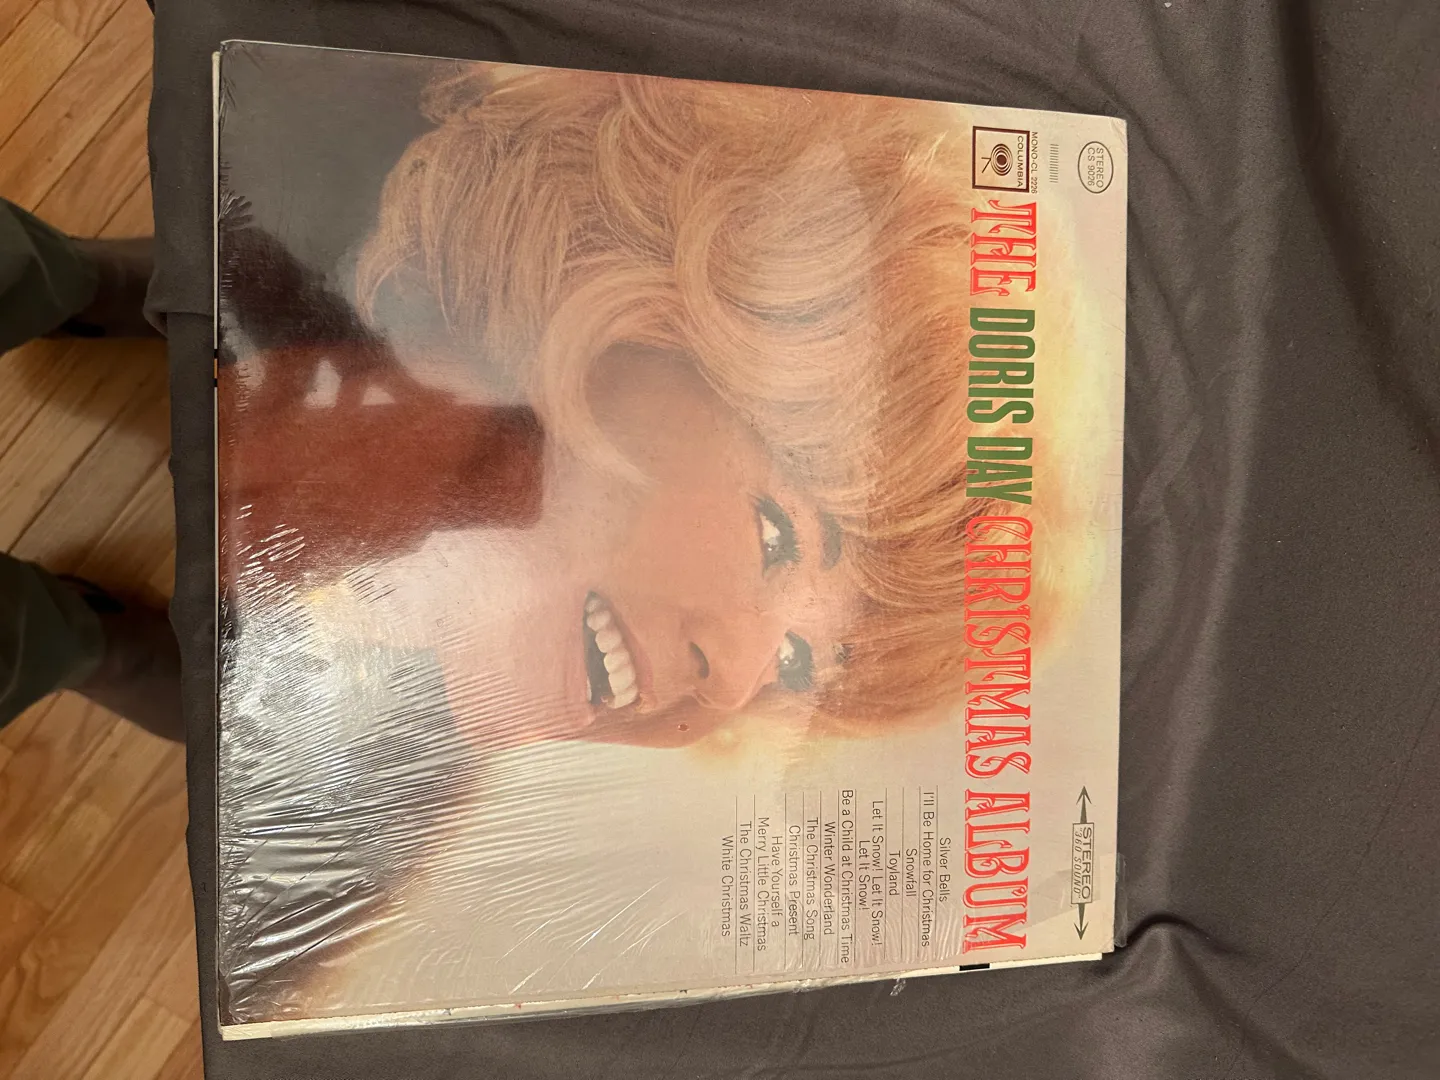 STEREO
CS 9026
STEREO
"360 SOUND"
MONO-CL 2226
COLUMBIA
THE DORIS DAY CHRISTMAS ALBUM
Silver Bells
I'll Be Home for Christmas
Snowfall
Toyland
Let It Snow! Let It Snow!
Let It Snow!
Be a Child at Christmas Time
Winter Wonderland
The Christmas Song
Christmas Present
Have Yourself a
Merry Little Christmas
The Christmas Waltz
White Christmas